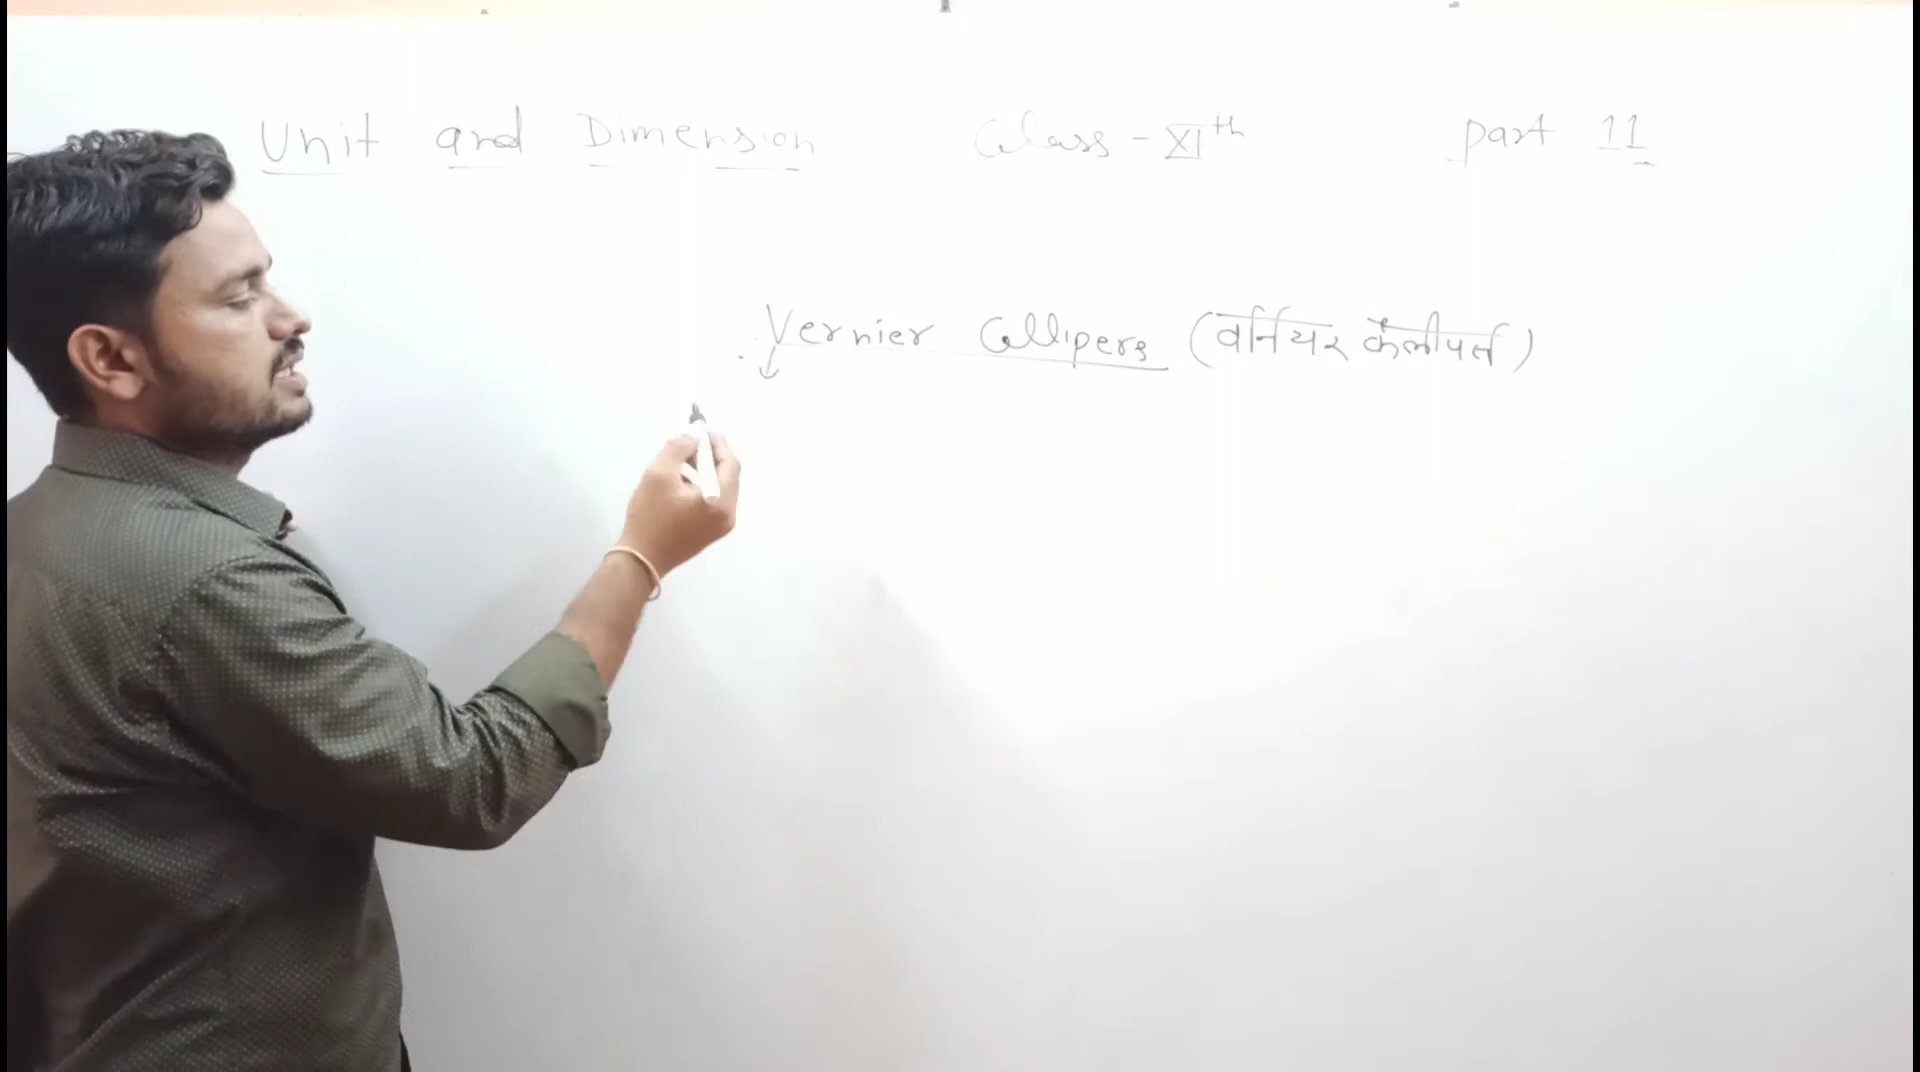 Unit and Dimension Class - XIth part 11
Vernier Callipers (वर्नियर कैलीपर्स)